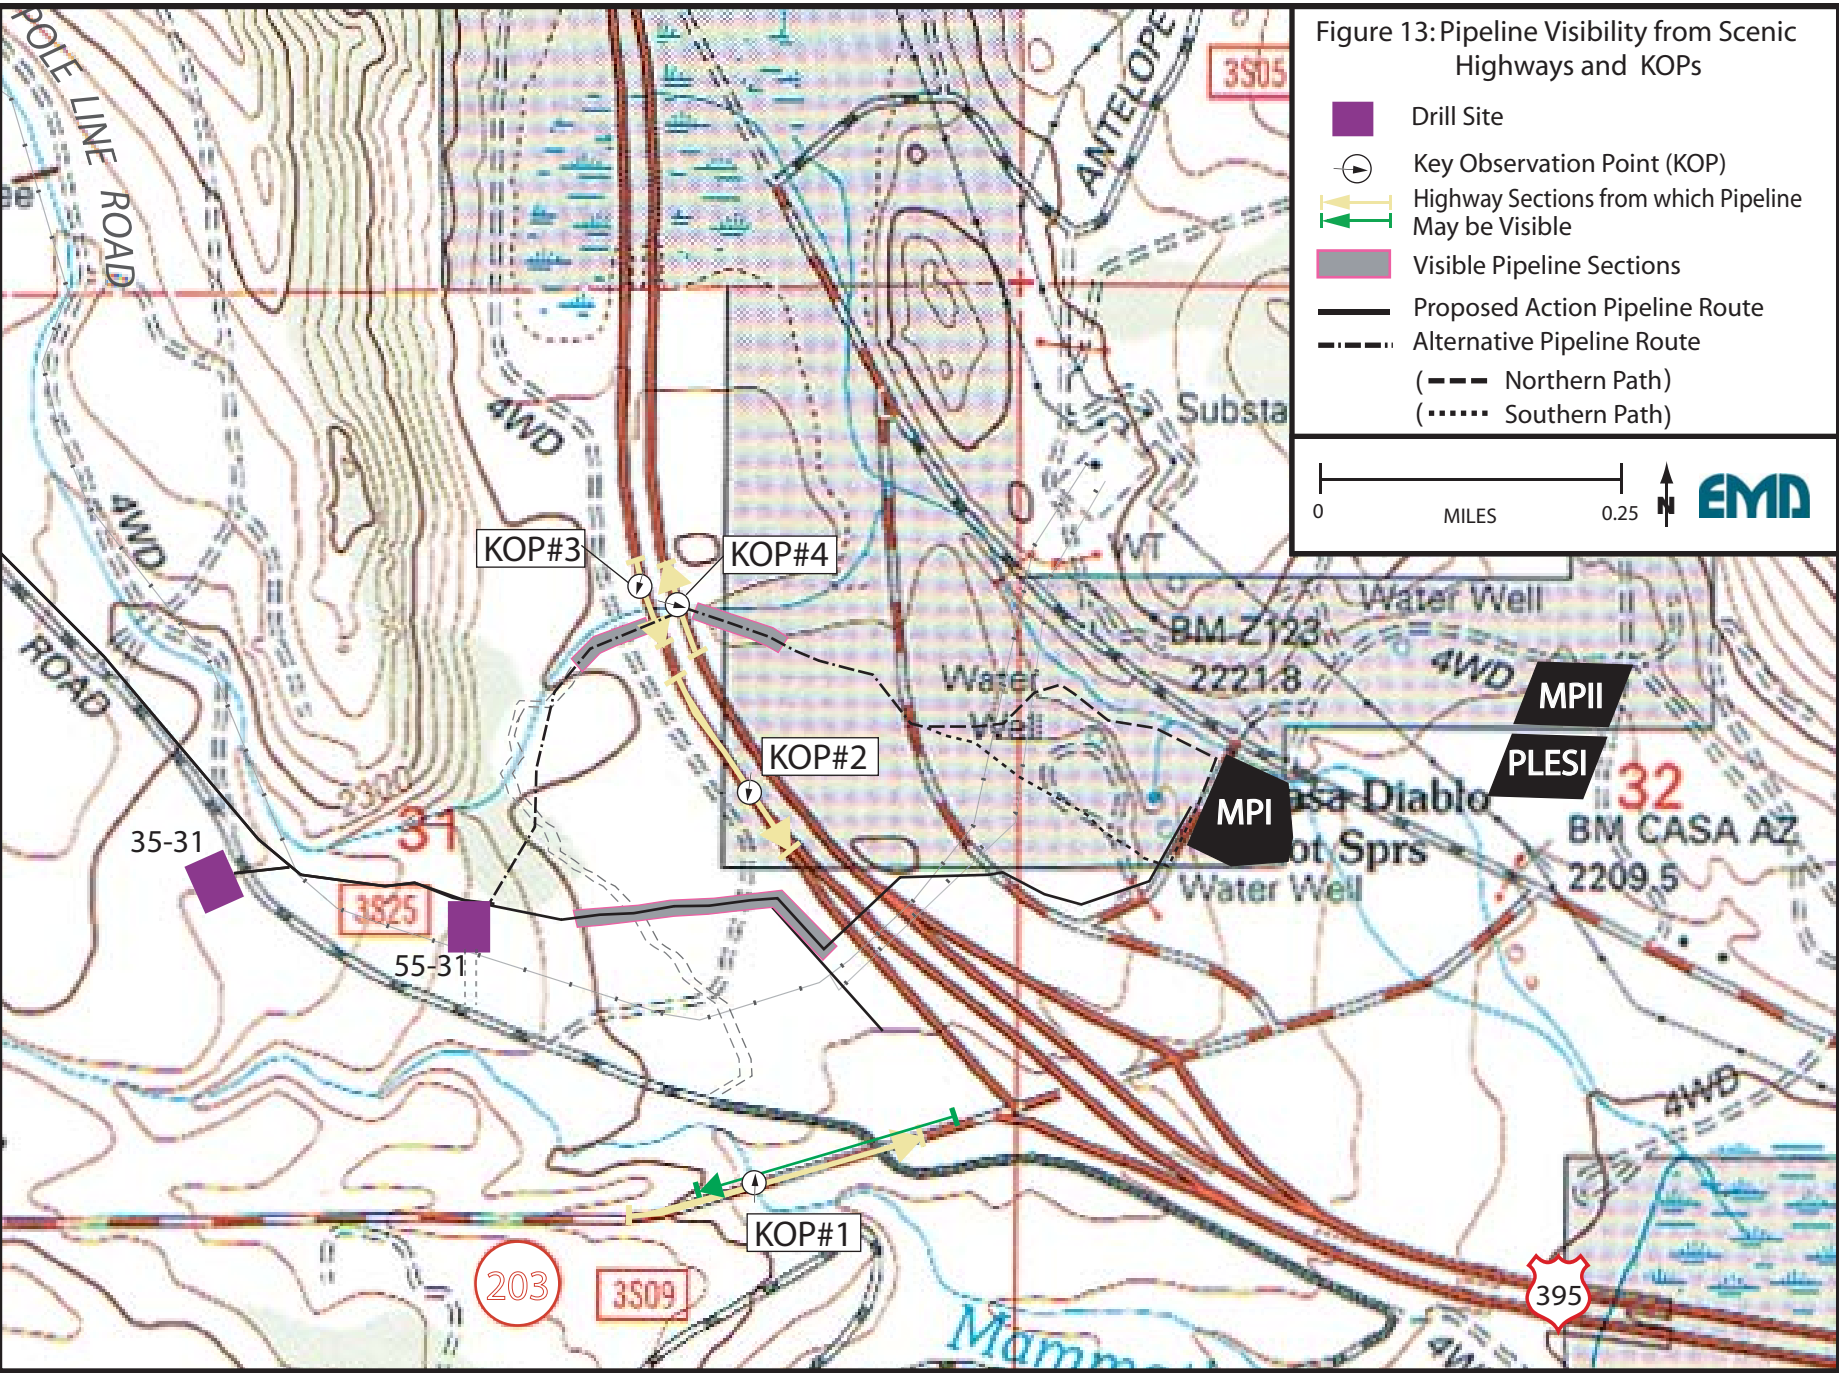 Figure 13: Pipeline Visibility from Scenic
Highways and KOPs
Drill Site
Key Observation Point (KOP)
Highway Sections from which Pipeline
May be Visible
Visible Pipeline Sections
Proposed Action Pipeline Route
Alternative Pipeline Route
(--- Northern Path)
(...... Southern Path)
0
MILES
0.25
N
EMA
POLE LINE ROAD
ANTELOPE
3S05
ee
4WD
Substa
4WD
WT
KOP#3
KOP#4
Water Well
BM-Z123
2221.8
4WD
ROAD
Water
Well
MPII
PLESI
KOP#2
2300
31
MPI
asa Diablo
ot Sprs
32
BM CASA AZ
2209.5
35-31
Water Well
3S25
55-31
4WD
KOP#1
203
3S09
395
Mamm
4W